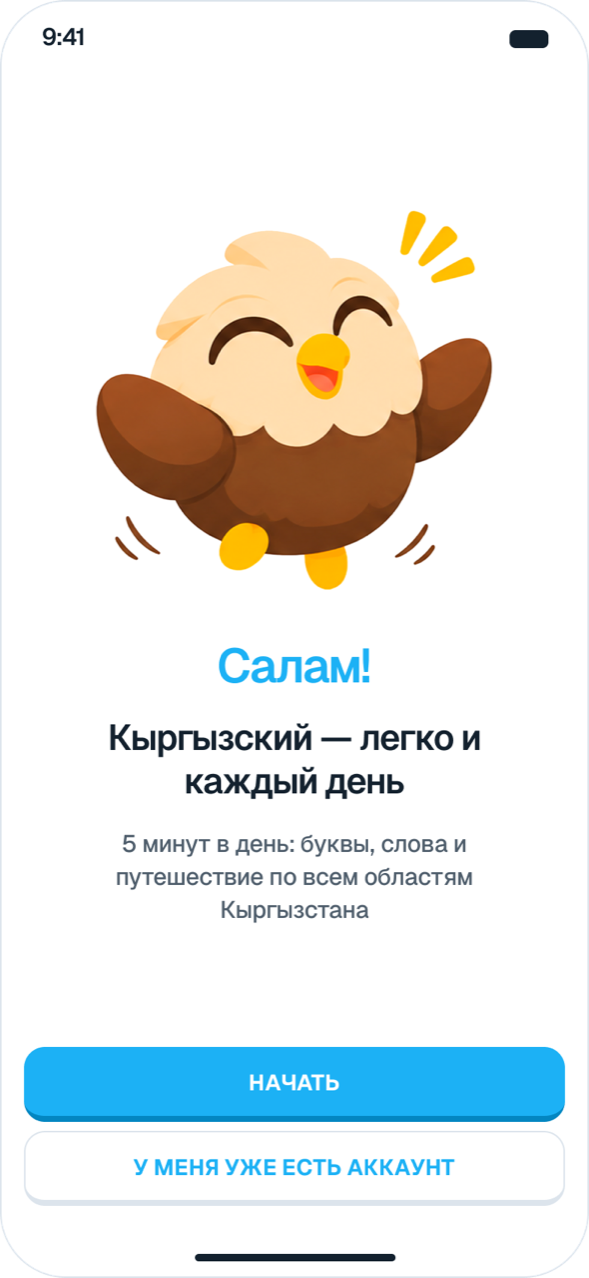 9:41
Салам!
Кыргызский — легко и
каждый день
5 минут в день: буквы, слова и
путешествие по всем областям
Кыргызстана
НАЧАТЬ
У МЕНЯ УЖЕ ЕСТЬ АККАУНТ